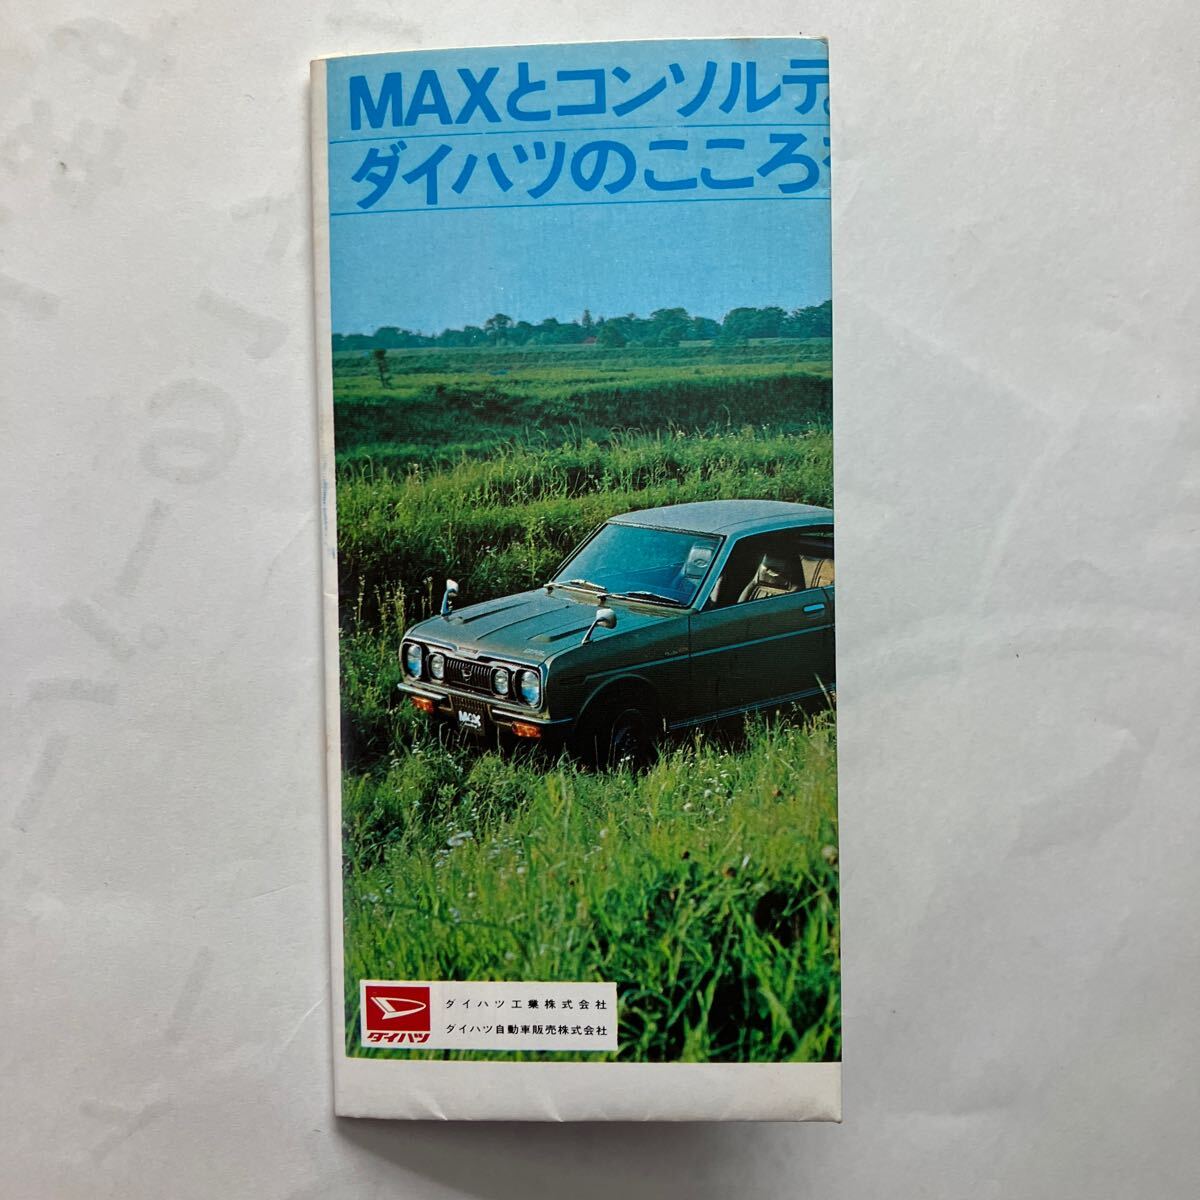 MAXとコンソルテ
ダイハツのこころ
MAX
ダイハツ
ダイハツ工業株式会社
ダイハツ自動車販売株式会社